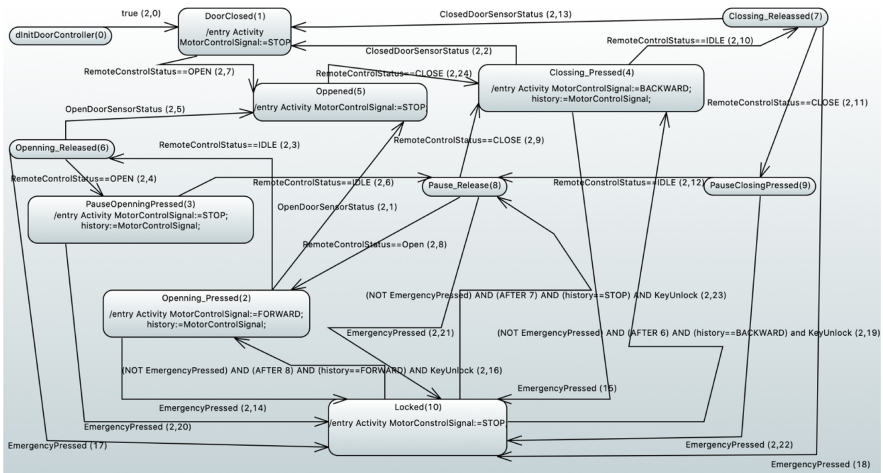 true (2,0)
DoorClosed(1)
/entry Activity
MotorControlSignal:=STOP
dInitDoorController(0)
ClosedDoorSensorStatus (2,13)
Clossing_Releassed(7)
RemoteControlStatus==IDLE (2,10)
ClosedDoorSensorStatus (2,2)
RemoteConstrolStatus==OPEN (2,7)
RemoteConstrolStatus==CLOSE (2,24)
Oppened(5)
/entry Activity MotorControlSignal:=STOP
Clossing_Pressed(4)
/entry Activity MotorControlSignal:=BACKWARD;
history:=MotorControlSignal;
OpenDoorSensorStatus (2,5)
RemoteControlStatus==CLOSE (2,11)
Openning_Released(6)
RemoteControlStatus==IDLE (2,3)
RemoteControlStatus==CLOSE (2,9)
RemoteControlStatus==OPEN (2,4)
RemoteControlStatus==IDLE (2,6)
Pause_Release(8)
RemoteControlStatus==IDLE (2,12)
PauseClosingPressed(9)
PauseOpenningPressed(3)
/entry Activity MotorControlSignal:=STOP;
history:=MotorControlSignal;
OpenDoorSensorStatus (2,1)
RemoteControlStatus==Open (2,8)
Openning_Pressed(2)
/entry Activity MotorControlSignal:=FORWARD;
history:=MotorControlSignal;
(NOT EmergencyPressed) AND (AFTER 7) AND (history==STOP) AND KeyUnlock (2,23)
EmergencyPressed (2,21)
(NOT EmergencyPressed) AND (AFTER 6) AND (history==BACKWARD) and KeyUnlock (2,19)
(NOT EmergencyPressed) AND (AFTER 8) AND (history==FORWARD) AND KeyUnlock (2,16)
EmergencyPressed (15)
EmergencyPressed (2,14)
Locked(10)
/entry Activity MotorControlSignal:=STOP
EmergencyPressed (2,20)
EmergencyPressed (17)
EmergencyPressed (2,22)
EmergencyPressed (18)